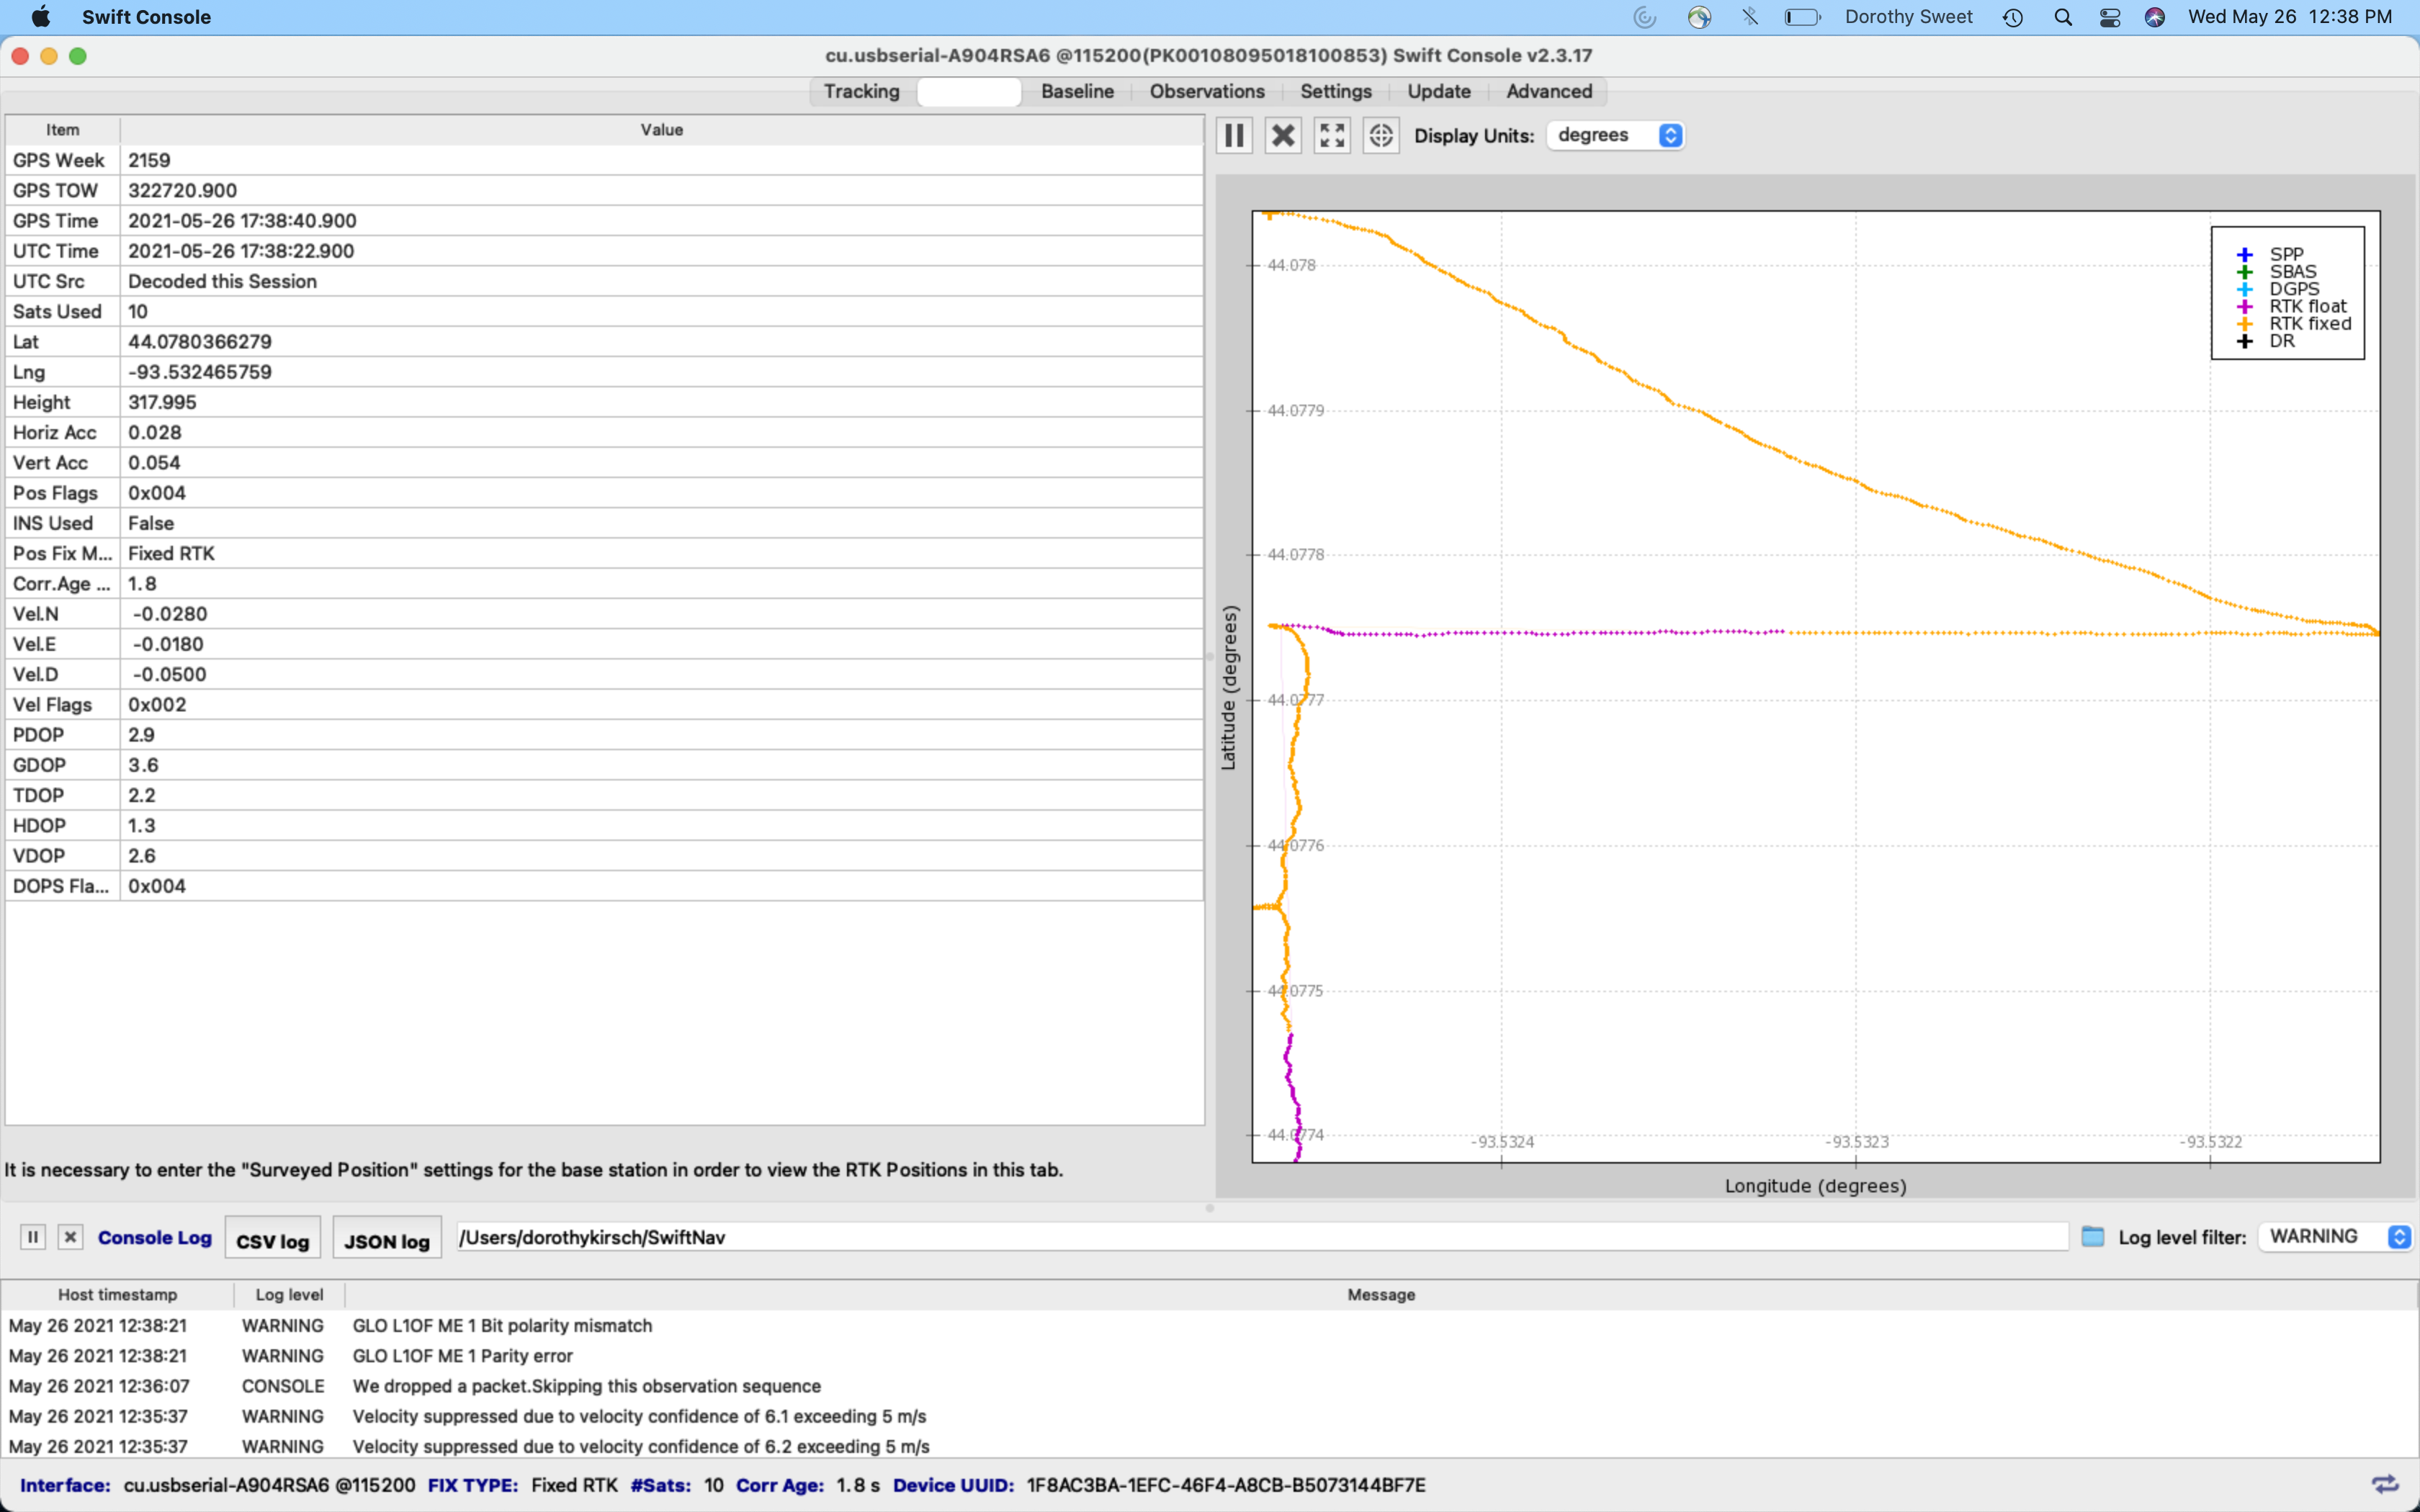 Swift Console Dorothy Sweet Wed May 26 12:38 PM
cu.usbserial-A904RSA6 @115200(PK00108095018100853) Swift Console v2.3.17
Tracking Baseline Observations Settings Update Advanced
Item Value
GPS Week 2159
GPS TOW 322720.900
GPS Time 2021-05-26 17:38:40.900
UTC Time 2021-05-26 17:38:22.900
UTC Src Decoded this Session
Sats Used 10
Lat 44.0780366279
Lng -93.532465759
Height 317.995
Horiz Acc 0.028
Vert Acc 0.054
Pos Flags 0x004
INS Used False
Pos Fix M... Fixed RTK
Corr.Age ... 1.8
Vel.N -0.0280
Vel.E -0.0180
Vel.D -0.0500
Vel Flags 0x002
PDOP 2.9
GDOP 3.6
TDOP 2.2
HDOP 1.3
VDOP 2.6
DOPS Fla... 0x004
It is necessary to enter the "Surveyed Position" settings for the base station in order to view the RTK Positions in this tab.
Display Units: degrees
SPP
SBAS
DGPS
RTK float
RTK fixed
DR
44.078
44.0779
44.0778
44.0777
44.0776
44.0775
44.0774
Latitude (degrees)
-93.5324 -93.5323 -93.5322
Longitude (degrees)
Console Log CSV log JSON log /Users/dorothykirsch/SwiftNav Log level filter: WARNING
Host timestamp Log level Message
May 26 2021 12:38:21 WARNING GLO L1OF ME 1 Bit polarity mismatch
May 26 2021 12:38:21 WARNING GLO L1OF ME 1 Parity error
May 26 2021 12:36:07 CONSOLE We dropped a packet.Skipping this observation sequence
May 26 2021 12:35:37 WARNING Velocity suppressed due to velocity confidence of 6.1 exceeding 5 m/s
May 26 2021 12:35:37 WARNING Velocity suppressed due to velocity confidence of 6.2 exceeding 5 m/s
Interface: cu.usbserial-A904RSA6 @115200 FIX TYPE: Fixed RTK #Sats: 10 Corr Age: 1.8 s Device UUID: 1F8AC3BA-1EFC-46F4-A8CB-B5073144BF7E